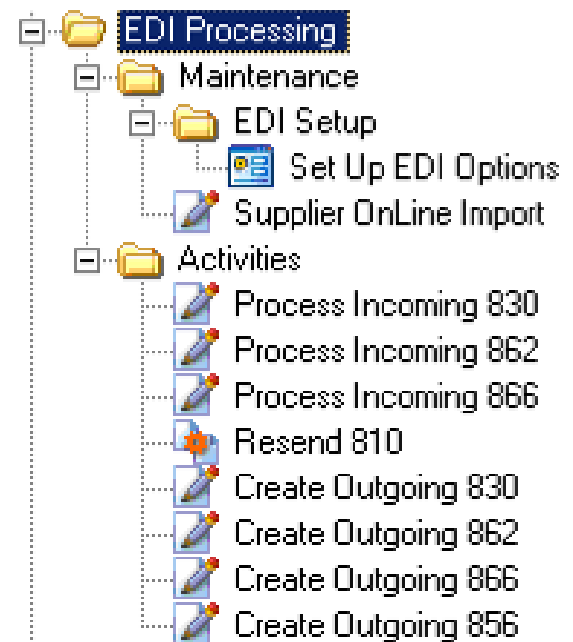 EDI Processing
Maintenance
EDI Setup
Set Up EDI Options
Supplier OnLine Import
Activities
Process Incoming 830
Process Incoming 862
Process Incoming 866
Resend 810
Create Outgoing 830
Create Outgoing 862
Create Outgoing 866
Create Outgoing 856